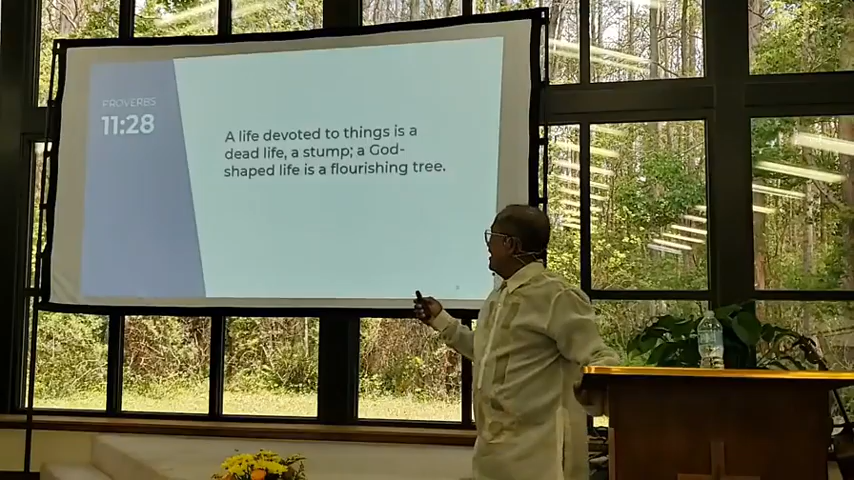 PROVERBS
11:28
A life devoted to things is a
dead life, a stump; a God-
shaped life is a flourishing tree.